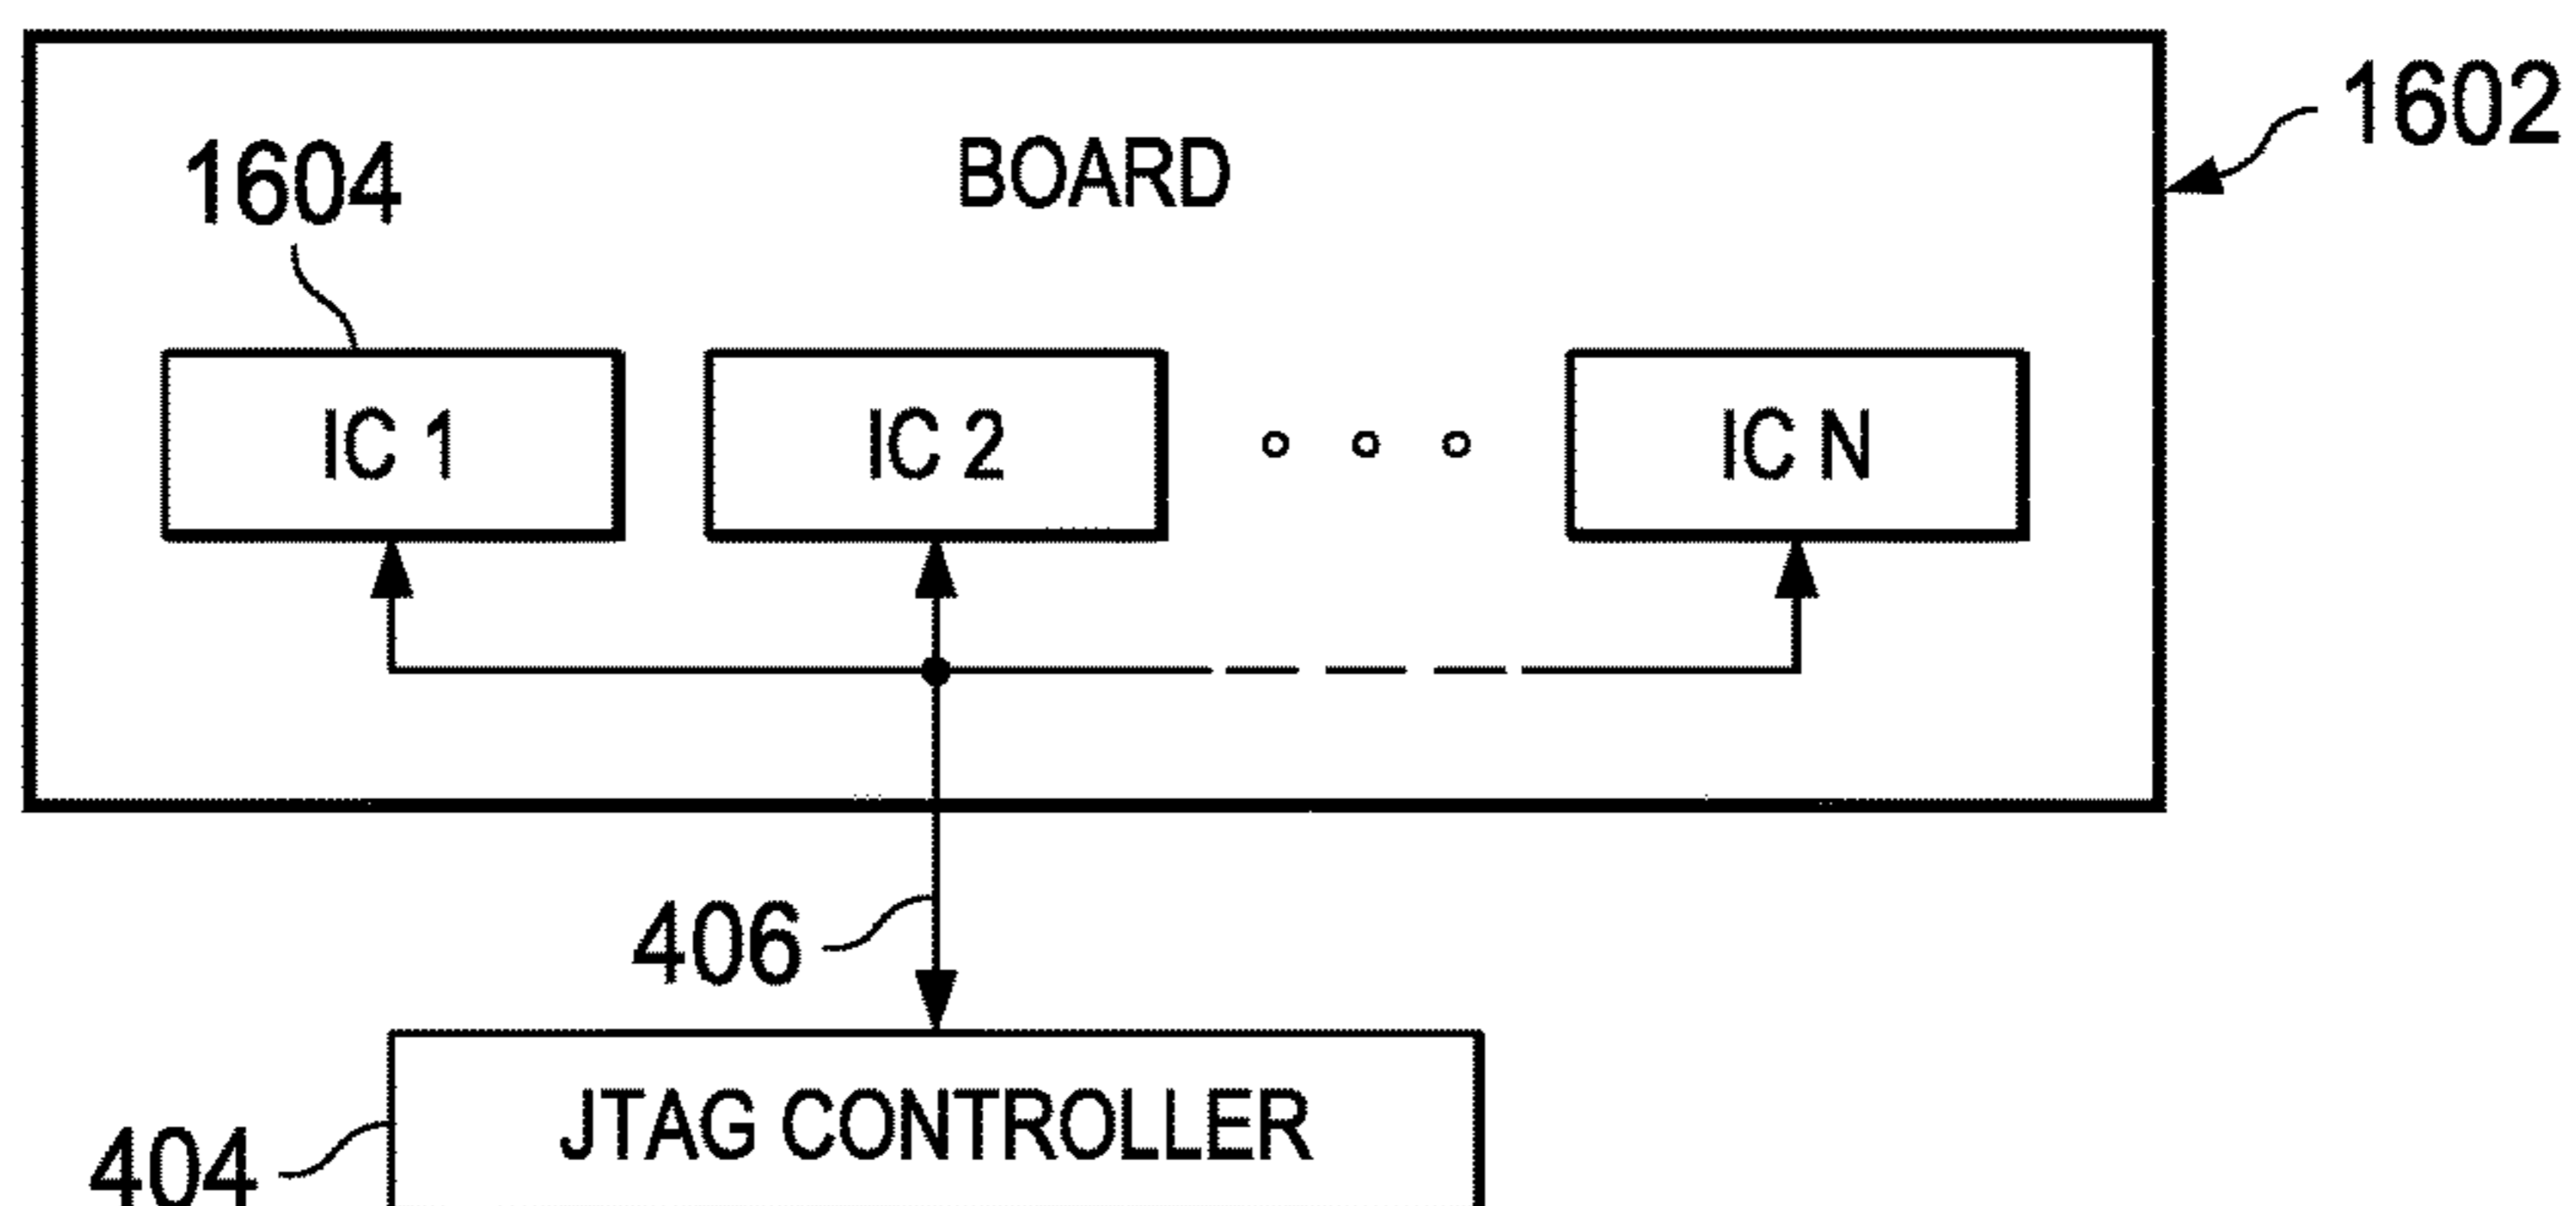 1602
BOARD
1604
IC 1
IC 2
IC N
406
JTAG CONTROLLER
404